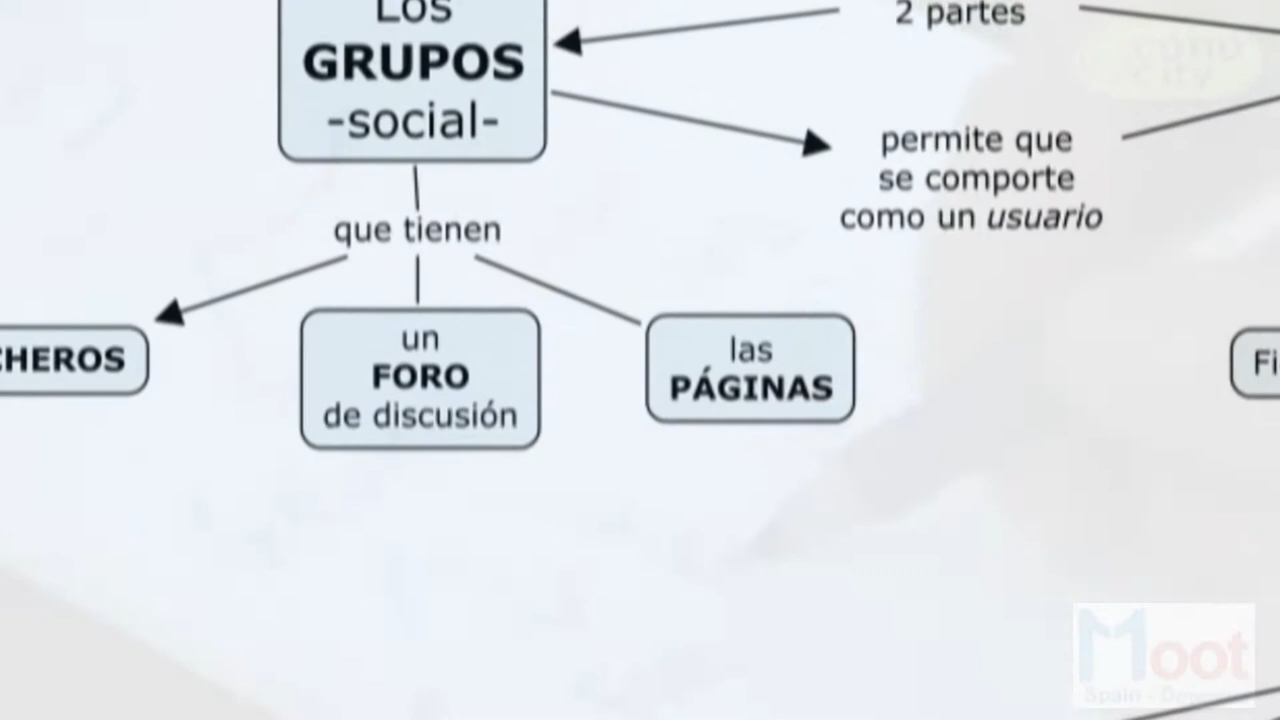 Los
GRUPOS
-social-
2 partes
permite que
se comporte
como un usuario
que tienen
CHEROS
un
FORO
de discusión
las
PÁGINAS
Fi
Moot
Spain -